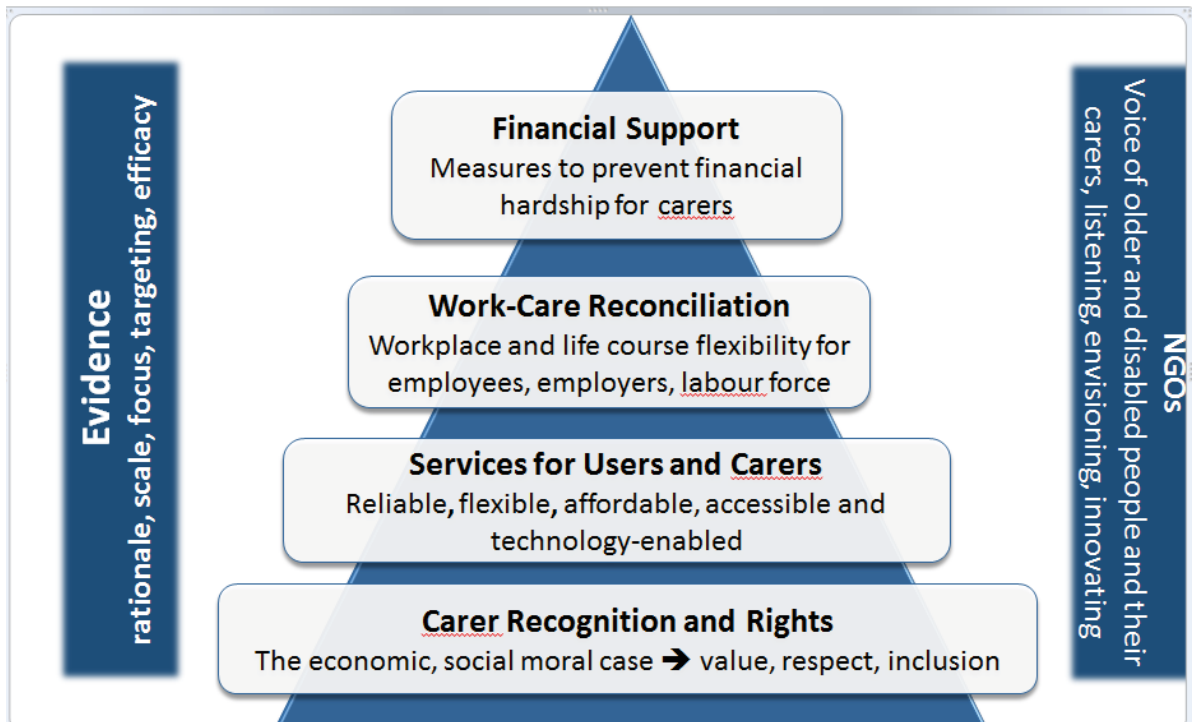 Evidence
rationale, scale, focus, targeting, efficacy
Financial Support
Measures to prevent financial
hardship for carers
Work-Care Reconciliation
Workplace and life course flexibility for
employees, employers, labour force
Services for Users and Carers
Reliable, flexible, affordable, accessible and
technology-enabled
Carer Recognition and Rights
The economic, social moral case ➔ value, respect, inclusion
NGOs
Voice of older and disabled people and their
carers, listening, envisioning, innovating